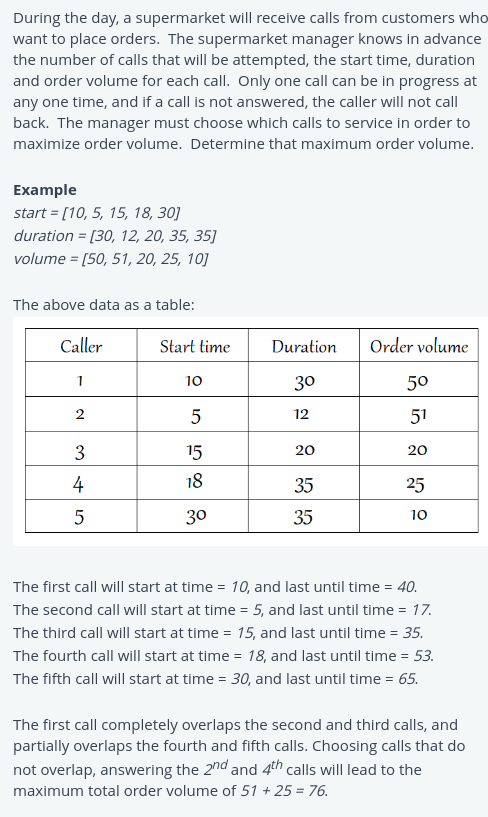 During the day, a supermarket will receive calls from customers who
want to place orders. The supermarket manager knows in advance
the number of calls that will be attempted, the start time, duration
and order volume for each call. Only one call can be in progress at
any one time, and if a call is not answered, the caller will not call
back. The manager must choose which calls to service in order to
maximize order volume. Determine that maximum order volume.
Example
start = [10, 5, 15, 18, 30]
duration = [30, 12, 20, 35, 35]
volume = [50, 51, 20, 25, 10]
The above data as a table:
Caller Start time Duration Order volume
1 10 30 50
2 5 12 51
3 15 20 20
4 18 35 25
5 30 35 10
The first call will start at time = 10, and last until time = 40.
The second call will start at time = 5, and last until time = 17.
The third call will start at time = 15, and last until time = 35.
The fourth call will start at time = 18, and last until time = 53.
The fifth call will start at time = 30, and last until time = 65.
The first call completely overlaps the second and third calls, and
partially overlaps the fourth and fifth calls. Choosing calls that do
not overlap, answering the 2nd and 4th calls will lead to the
maximum total order volume of 51 + 25 = 76.